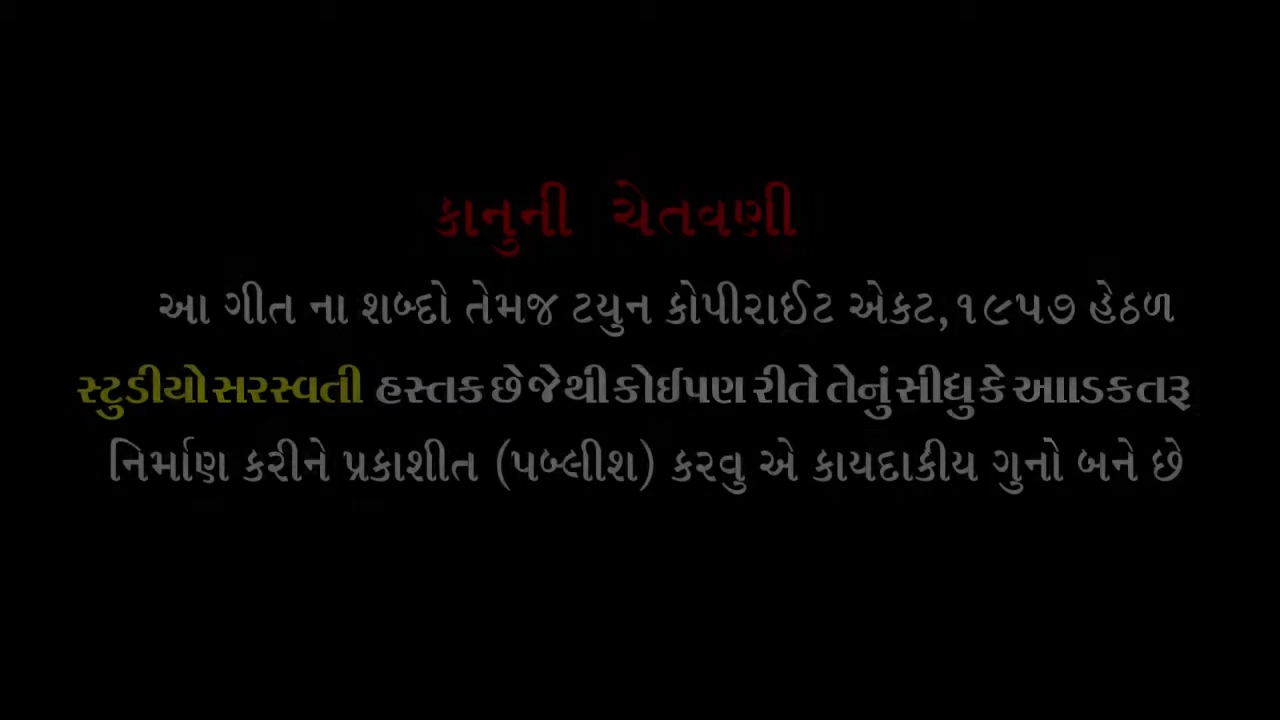 કાનુની ચેતવણી
આ ગીત ના શબ્દો તેમજ ટયુન કોપીરાઈટ એકટ,૧૯૫૭ હેઠળ
સ્ટુડીયો સરસ્વતી હસ્તક છે જેથી કોઈપણ રીતે તેનું સીધુ કે આાડકતરૂ
નિર્માણ કરીને પ્રકાશીત (પબ્લીશ) કરવુ એ કાયદાકીય ગુનો બને છે